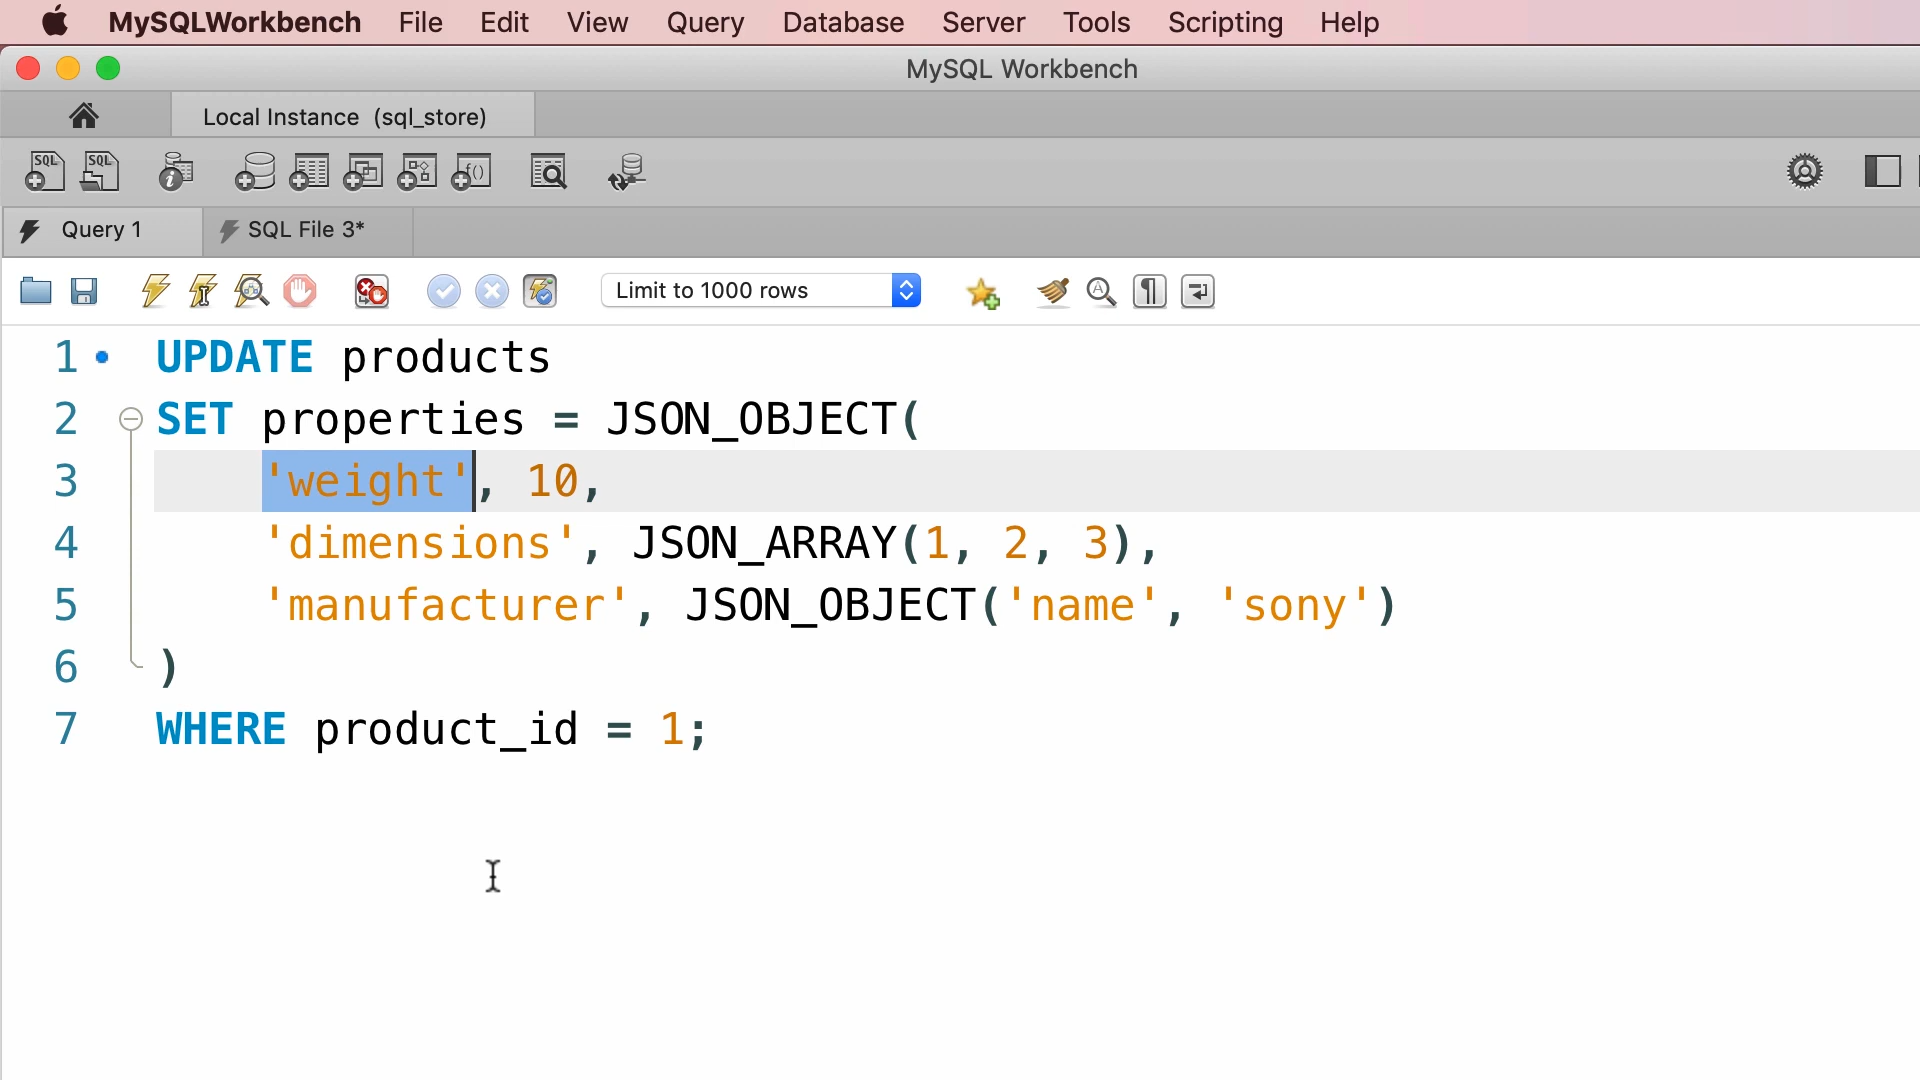 MySQLWorkbench File Edit View Query Database Server Tools Scripting Help
MySQL Workbench
Local Instance (sql_store)
SQL SQL
Query 1 SQL File 3*
Limit to 1000 rows
1 UPDATE products
2 SET properties = JSON_OBJECT(
3 'weight', 10,
4 'dimensions', JSON_ARRAY(1, 2, 3),
5 'manufacturer', JSON_OBJECT('name', 'sony')
6 )
7 WHERE product_id = 1;